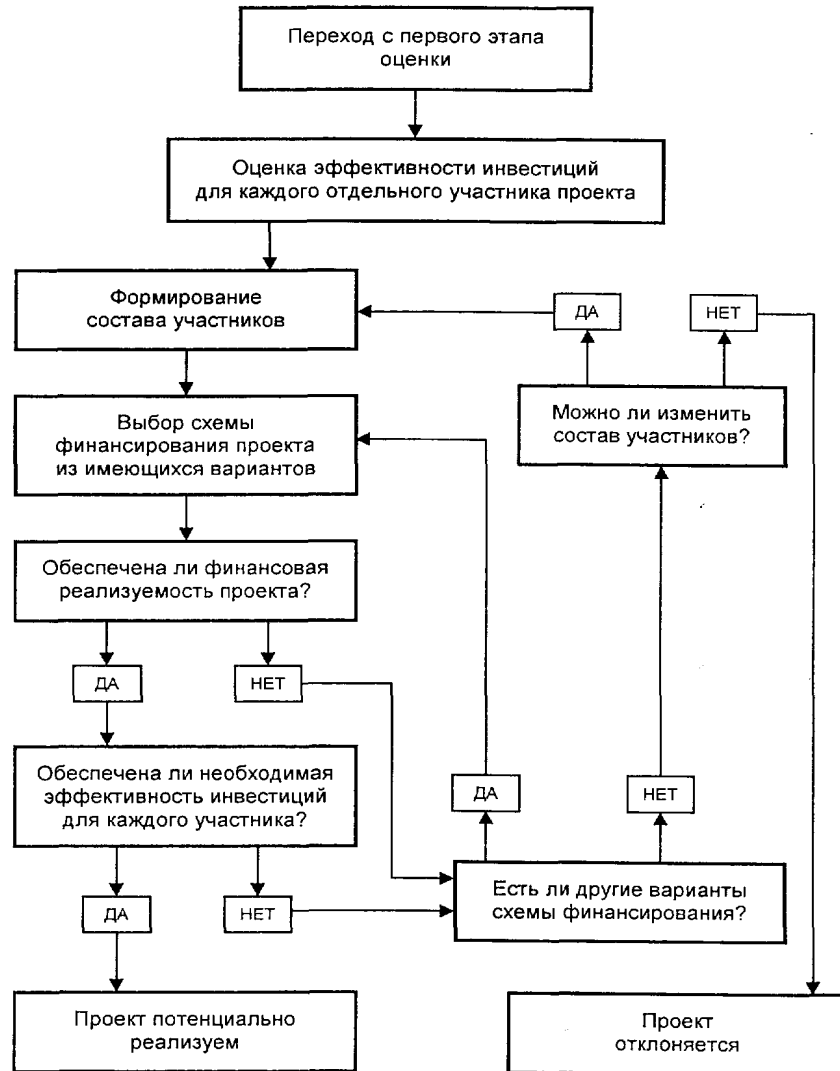 Переход с первого этапа
оценки
Оценка эффективности инвестиций
для каждого отдельного участника проекта
Формирование
состава участников
ДА
НЕТ
Выбор схемы
финансирования проекта
из имеющихся вариантов
Можно ли изменить
состав участников?
Обеспечена ли финансовая
реализуемость проекта?
ДА
НЕТ
Обеспечена ли необходимая
эффективность инвестиций
для каждого участника?
ДА
НЕТ
ДА
НЕТ
Есть ли другие варианты
схемы финансирования?
Проект потенциально
реализуем
Проект
отклоняется